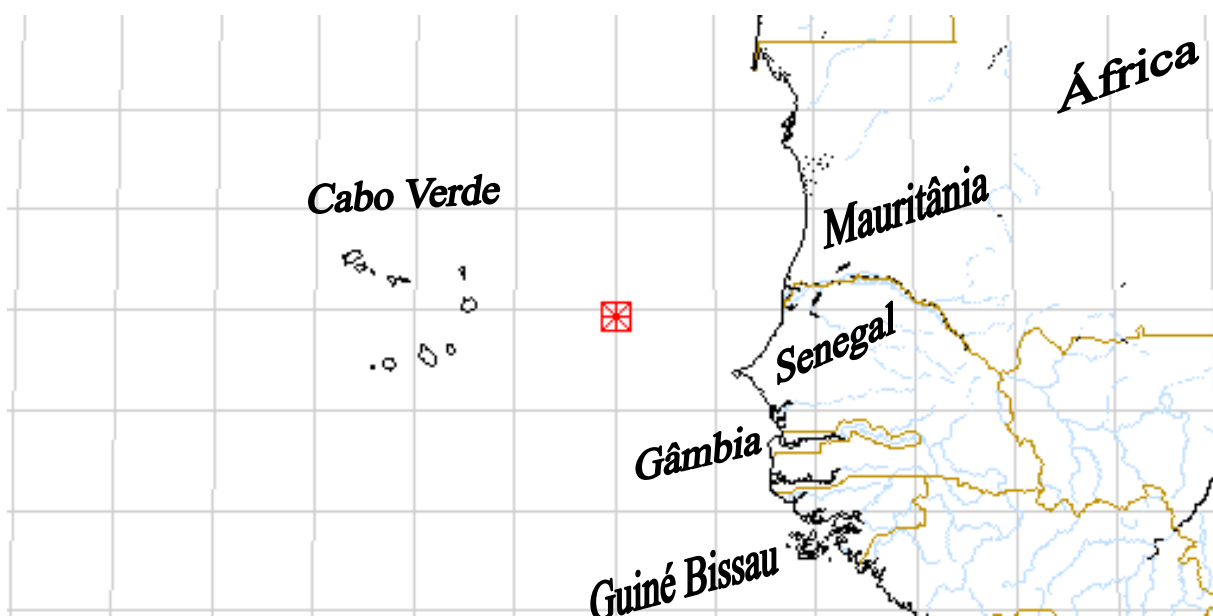 África
Cabo Verde
Mauritânia
Senegal
Gâmbia
Guiné Bissau